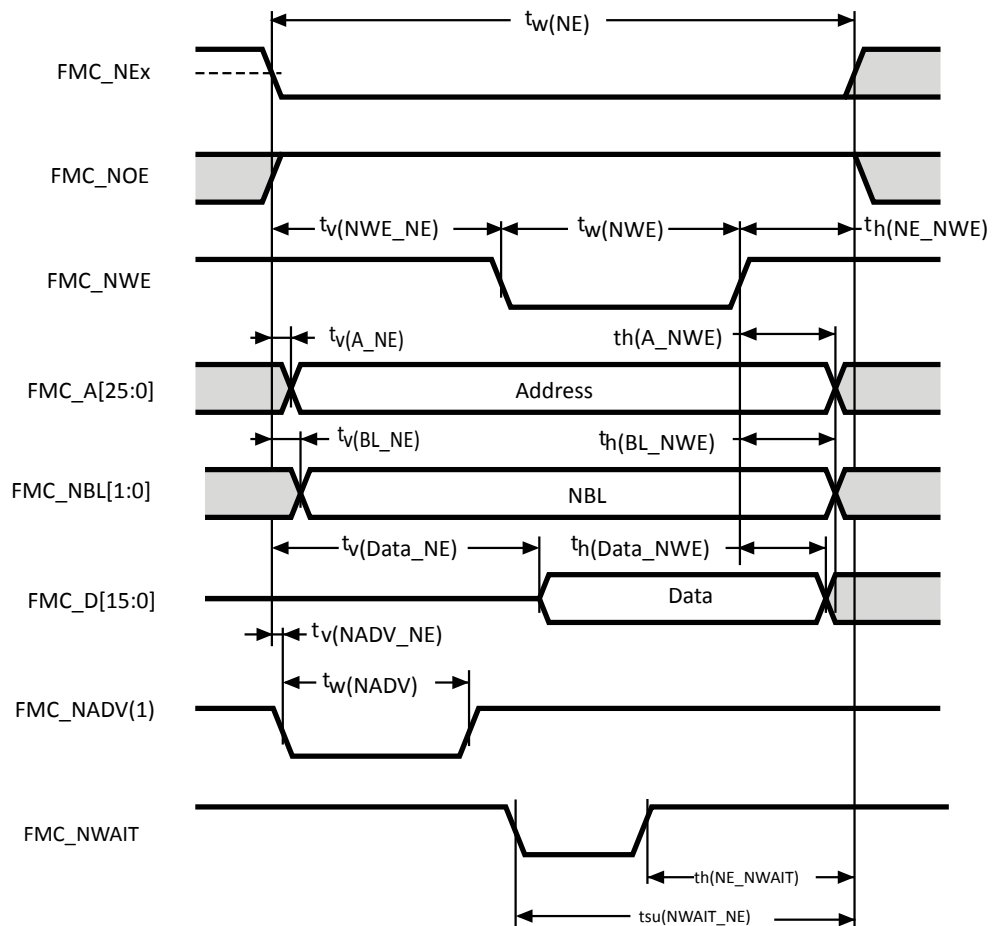 tw(NE)
FMC_NEx
FMC_NOE
tv(NWE_NE)
tw(NWE)
th(NE_NWE)
FMC_NWE
tv(A_NE)
th(A_NWE)
FMC_A[25:0]
Address
tv(BL_NE)
th(BL_NWE)
FMC_NBL[1:0]
NBL
tv(Data_NE)
th(Data_NWE)
FMC_D[15:0]
Data
tv(NADV_NE)
tw(NADV)
FMC_NADV(1)
FMC_NWAIT
th(NE_NWAIT)
tsu(NWAIT_NE)